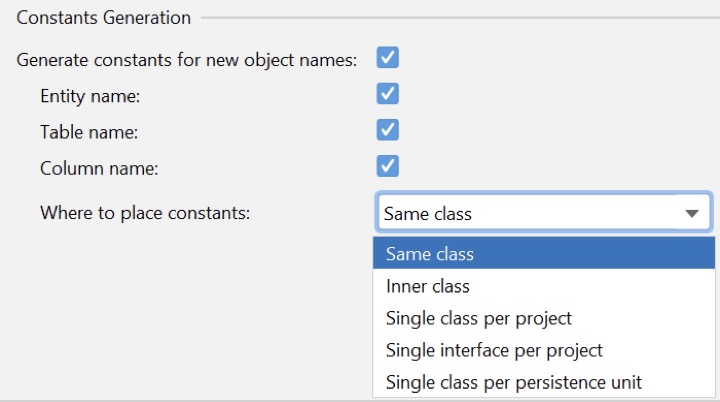 Constants Generation
Generate constants for new object names:
Entity name:
Table name:
Column name:
Where to place constants: Same class
Same class
Inner class
Single class per project
Single interface per project
Single class per persistence unit